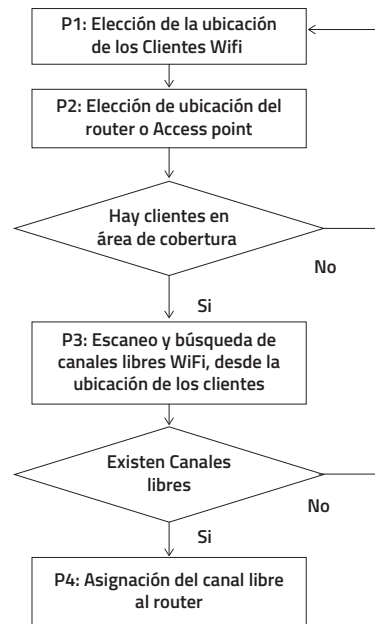 P1: Elección de la ubicación
de los Clientes Wifi
P2: Elección de ubicación del
router o Access point
Hay clientes en
área de cobertura
No
Si
P3: Escaneo y búsqueda de
canales libres WiFi, desde la
ubicación de los clientes
Existen Canales
libres
No
Si
P4: Asignación del canal libre
al router